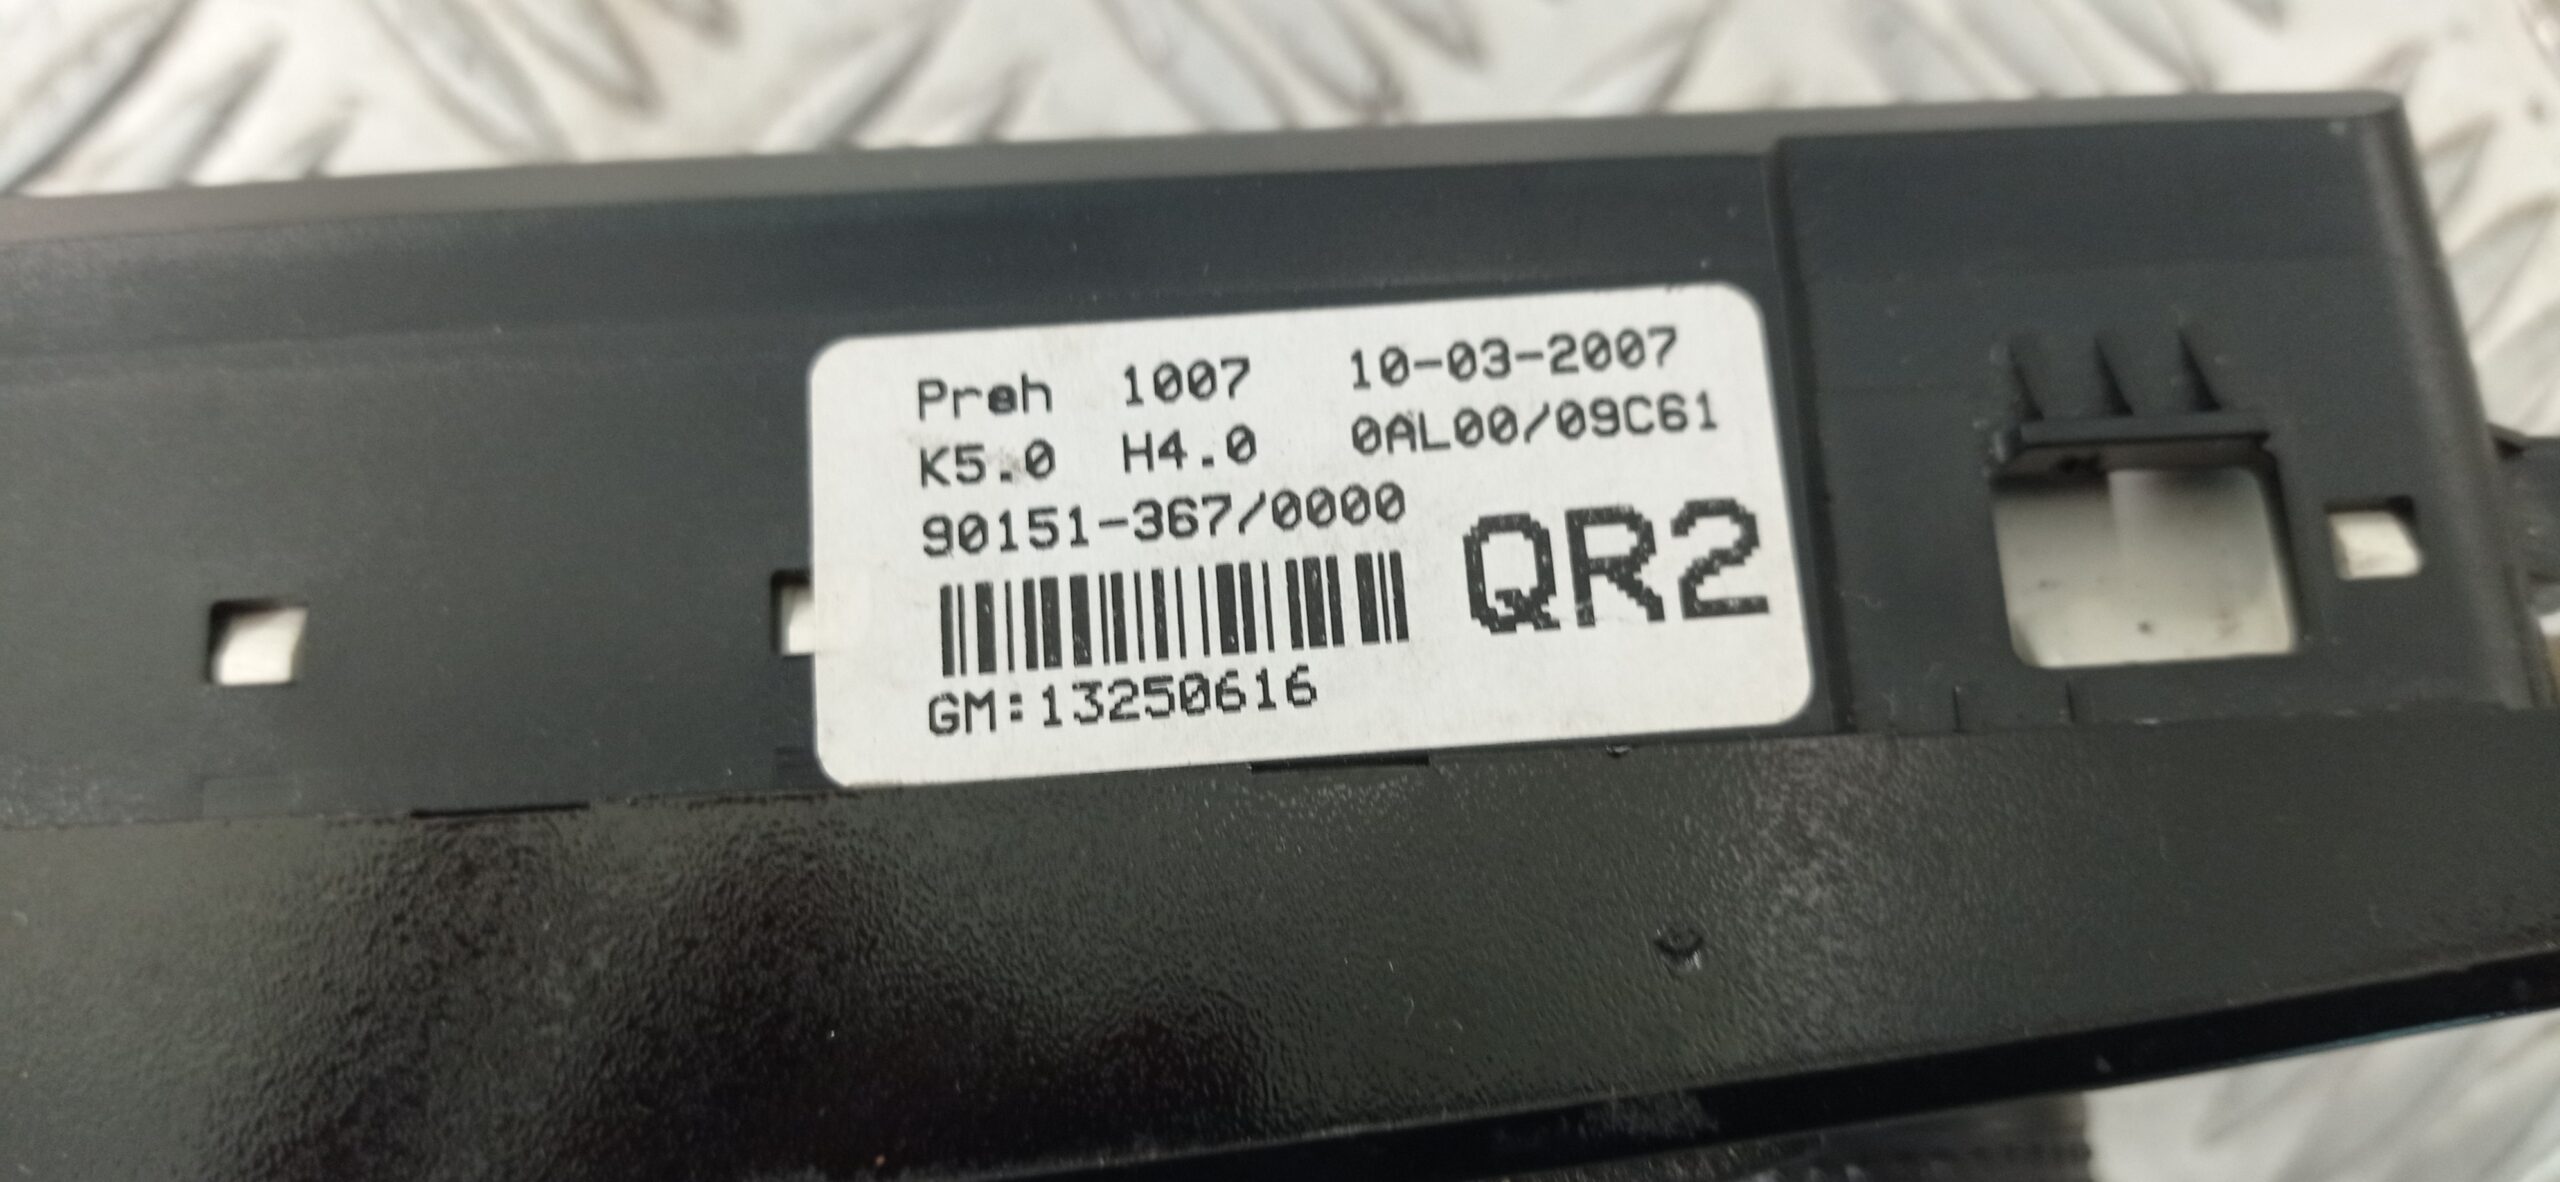 Preh 1007 10-03-2007
K5.0 H4.0 0AL00/09C61
90151-367/0000
QR2
GM:13250616